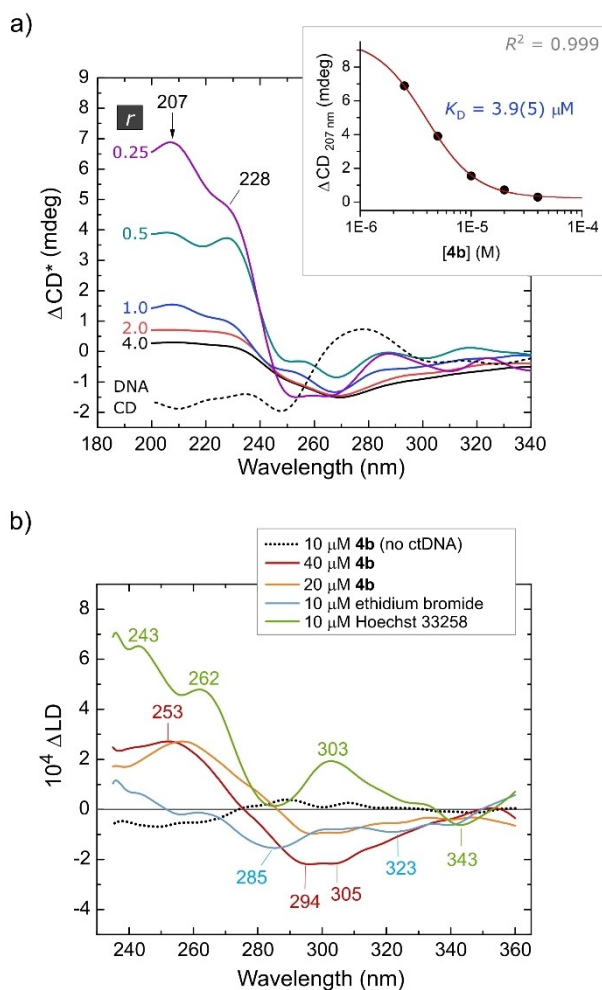 a)
ΔCD* (mdeg)
9
8
7
6
5
4
3
2
1
0
-1
-2
180 200 220 240 260 280 300 320 340
Wavelength (nm)
r
207
228
0.25
0.5
1.0
2.0
4.0
DNA
CD
R² = 0.999
K_D = 3.9(5) μM
Δ CD 207 nm (mdeg)
8
6
4
2
0
1E-6 1E-5 1E-4
[4b] (M)
b)
10 μM 4b (no ctDNA)
40 μM 4b
20 μM 4b
10 μM ethidium bromide
10 μM Hoechst 33258
10⁴ ΔLD
8
6
4
2
0
-2
-4
243
262
253
303
285
294
305
323
343
240 260 280 300 320 340 360
Wavelength (nm)